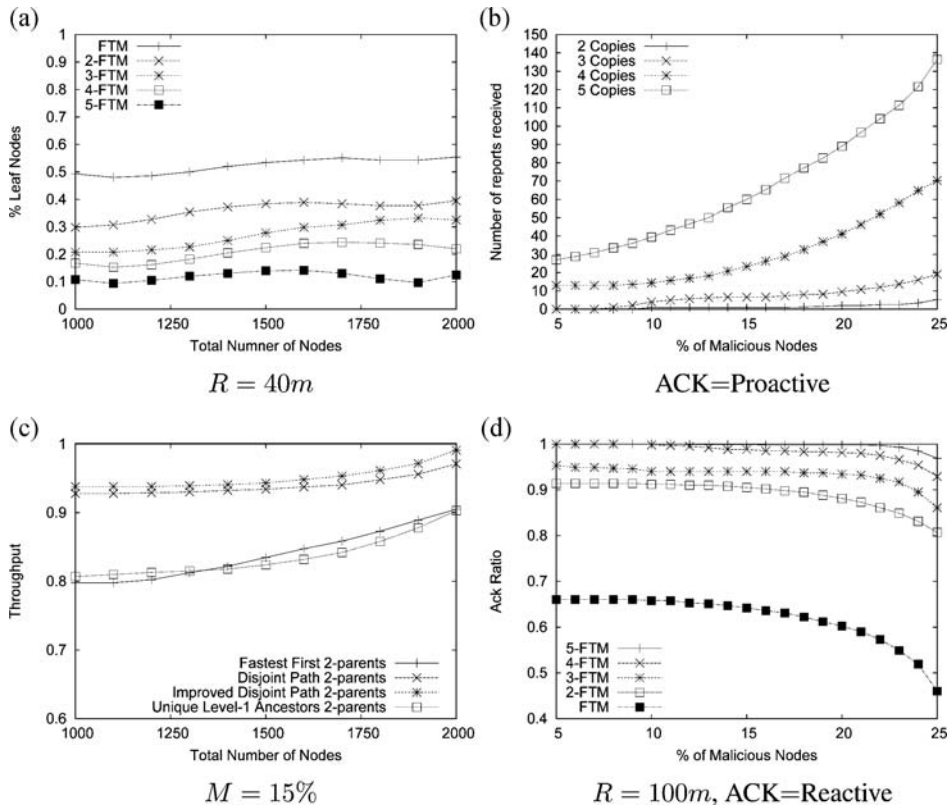 (a)
1
0.9
0.8
0.7
0.6
0.5
0.4
0.3
0.2
0.1
0
% Leaf Nodes
FTM
2-FTM
3-FTM
4-FTM
5-FTM
1000 1250 1500 1750 2000
Total Numner of Nodes
R = 40m
(b)
150
140
130
120
110
100
90
80
70
60
50
40
30
20
10
0
Number of reports received
2 Copies
3 Copies
4 Copies
5 Copies
5 10 15 20 25
% of Malicious Nodes
ACK=Proactive
(c)
1
0.9
0.8
0.7
0.6
Throughput
Fastest First 2-parents
Disjoint Path 2-parents
Improved Disjoint Path 2-parents
Unique Level-1 Ancestors 2-parents
1000 1250 1500 1750 2000
Total Number of Nodes
M = 15%
(d)
1
0.9
0.8
0.7
0.6
0.5
0.4
Ack Ratio
5-FTM
4-FTM
3-FTM
2-FTM
FTM
5 10 15 20 25
% of Malicious Nodes
R = 100m, ACK=Reactive